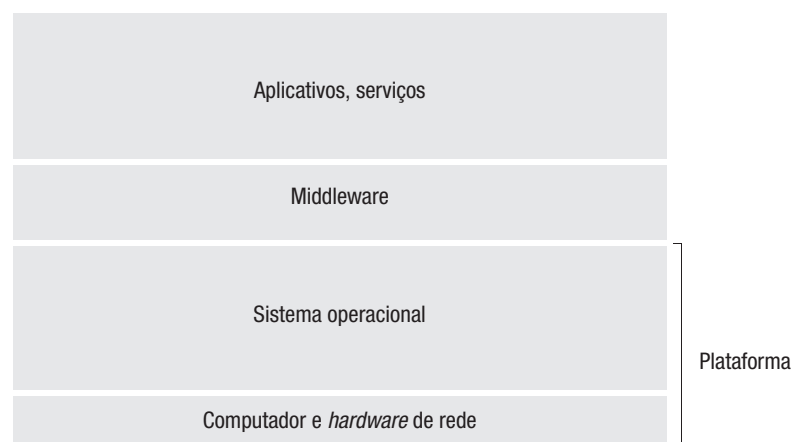 Aplicativos, serviços
Middleware
Sistema operacional
Plataforma
Computador e hardware de rede